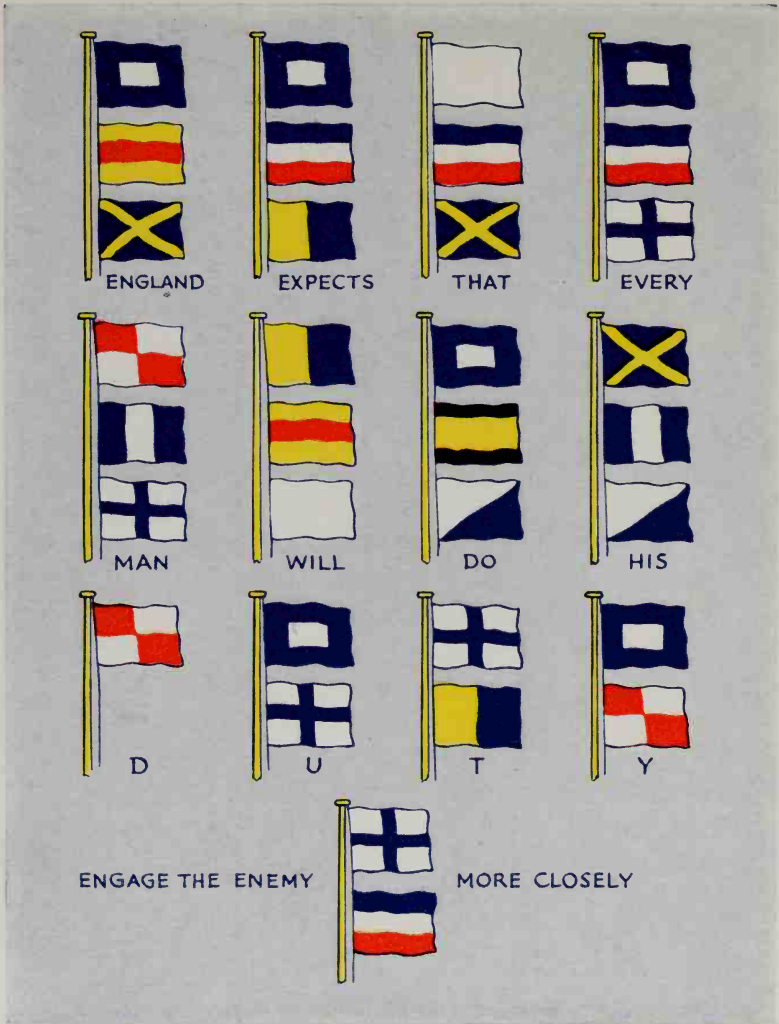 ENGLAND EXPECTS THAT EVERY
MAN WILL DO HIS
D U T Y
ENGAGE THE ENEMY MORE CLOSELY